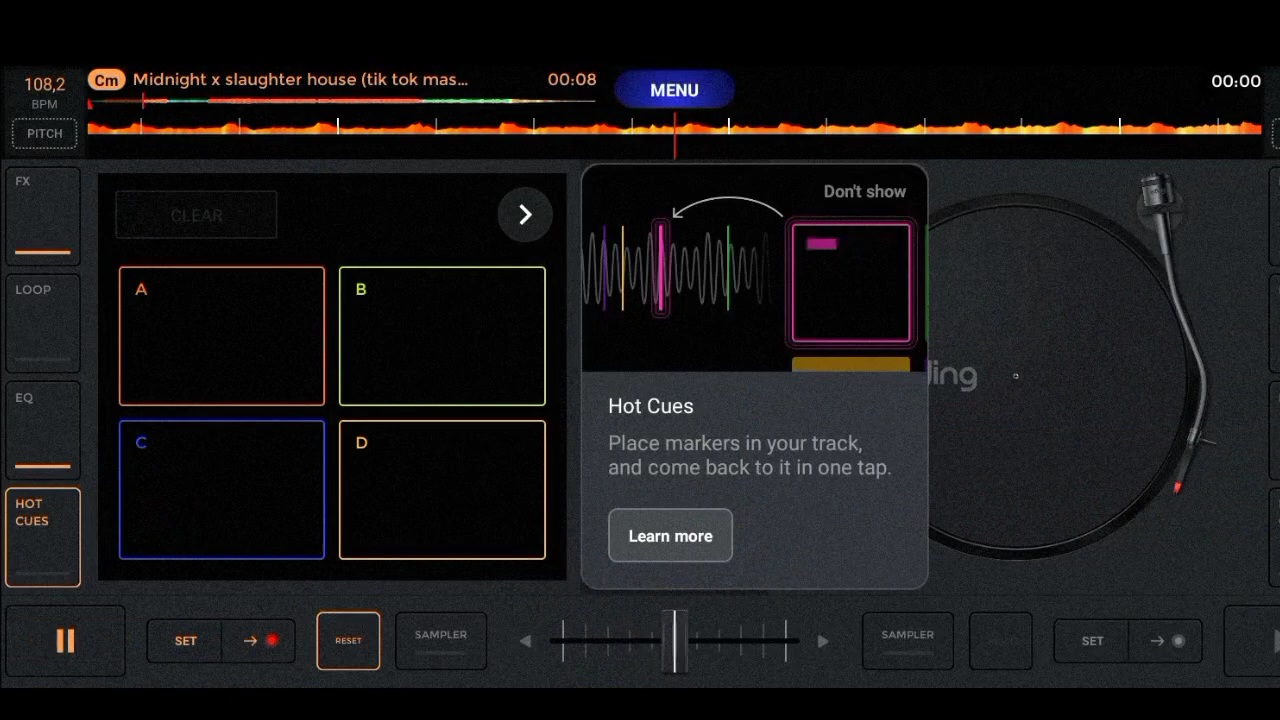 108,2
BPM
PITCH
Cm Midnight x slaughter house (tik tok mas... 00:08
MENU
00:00
FX
LOOP
EQ
HOT
CUES
CLEAR
A
B
C
D
Don't show
Hot Cues
Place markers in your track,
and come back to it in one tap.
Learn more
SET
RESET
SAMPLER
SAMPLER
SET